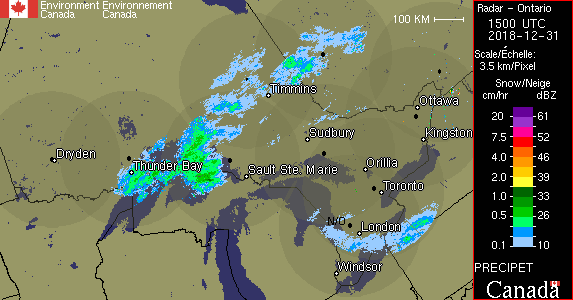 Environment Environnement
Canada Canada
100 KM
Radar - Ontario
1500 UTC
2018-12-31
Scale/Échelle:
3.5 km/Pixel
Snow/Neige
cm/hr dBZ
20 61
7.5 52
4.0 46
2.0 39
1.0 33
0.5 26
0.1 10
PRECIPET
Canada
Timmins
Ottawa
Kingston
Sudbury
Dryden
Thunder Bay
Sault Ste. Marie
Orillia
Toronto
N/O
London
Windsor